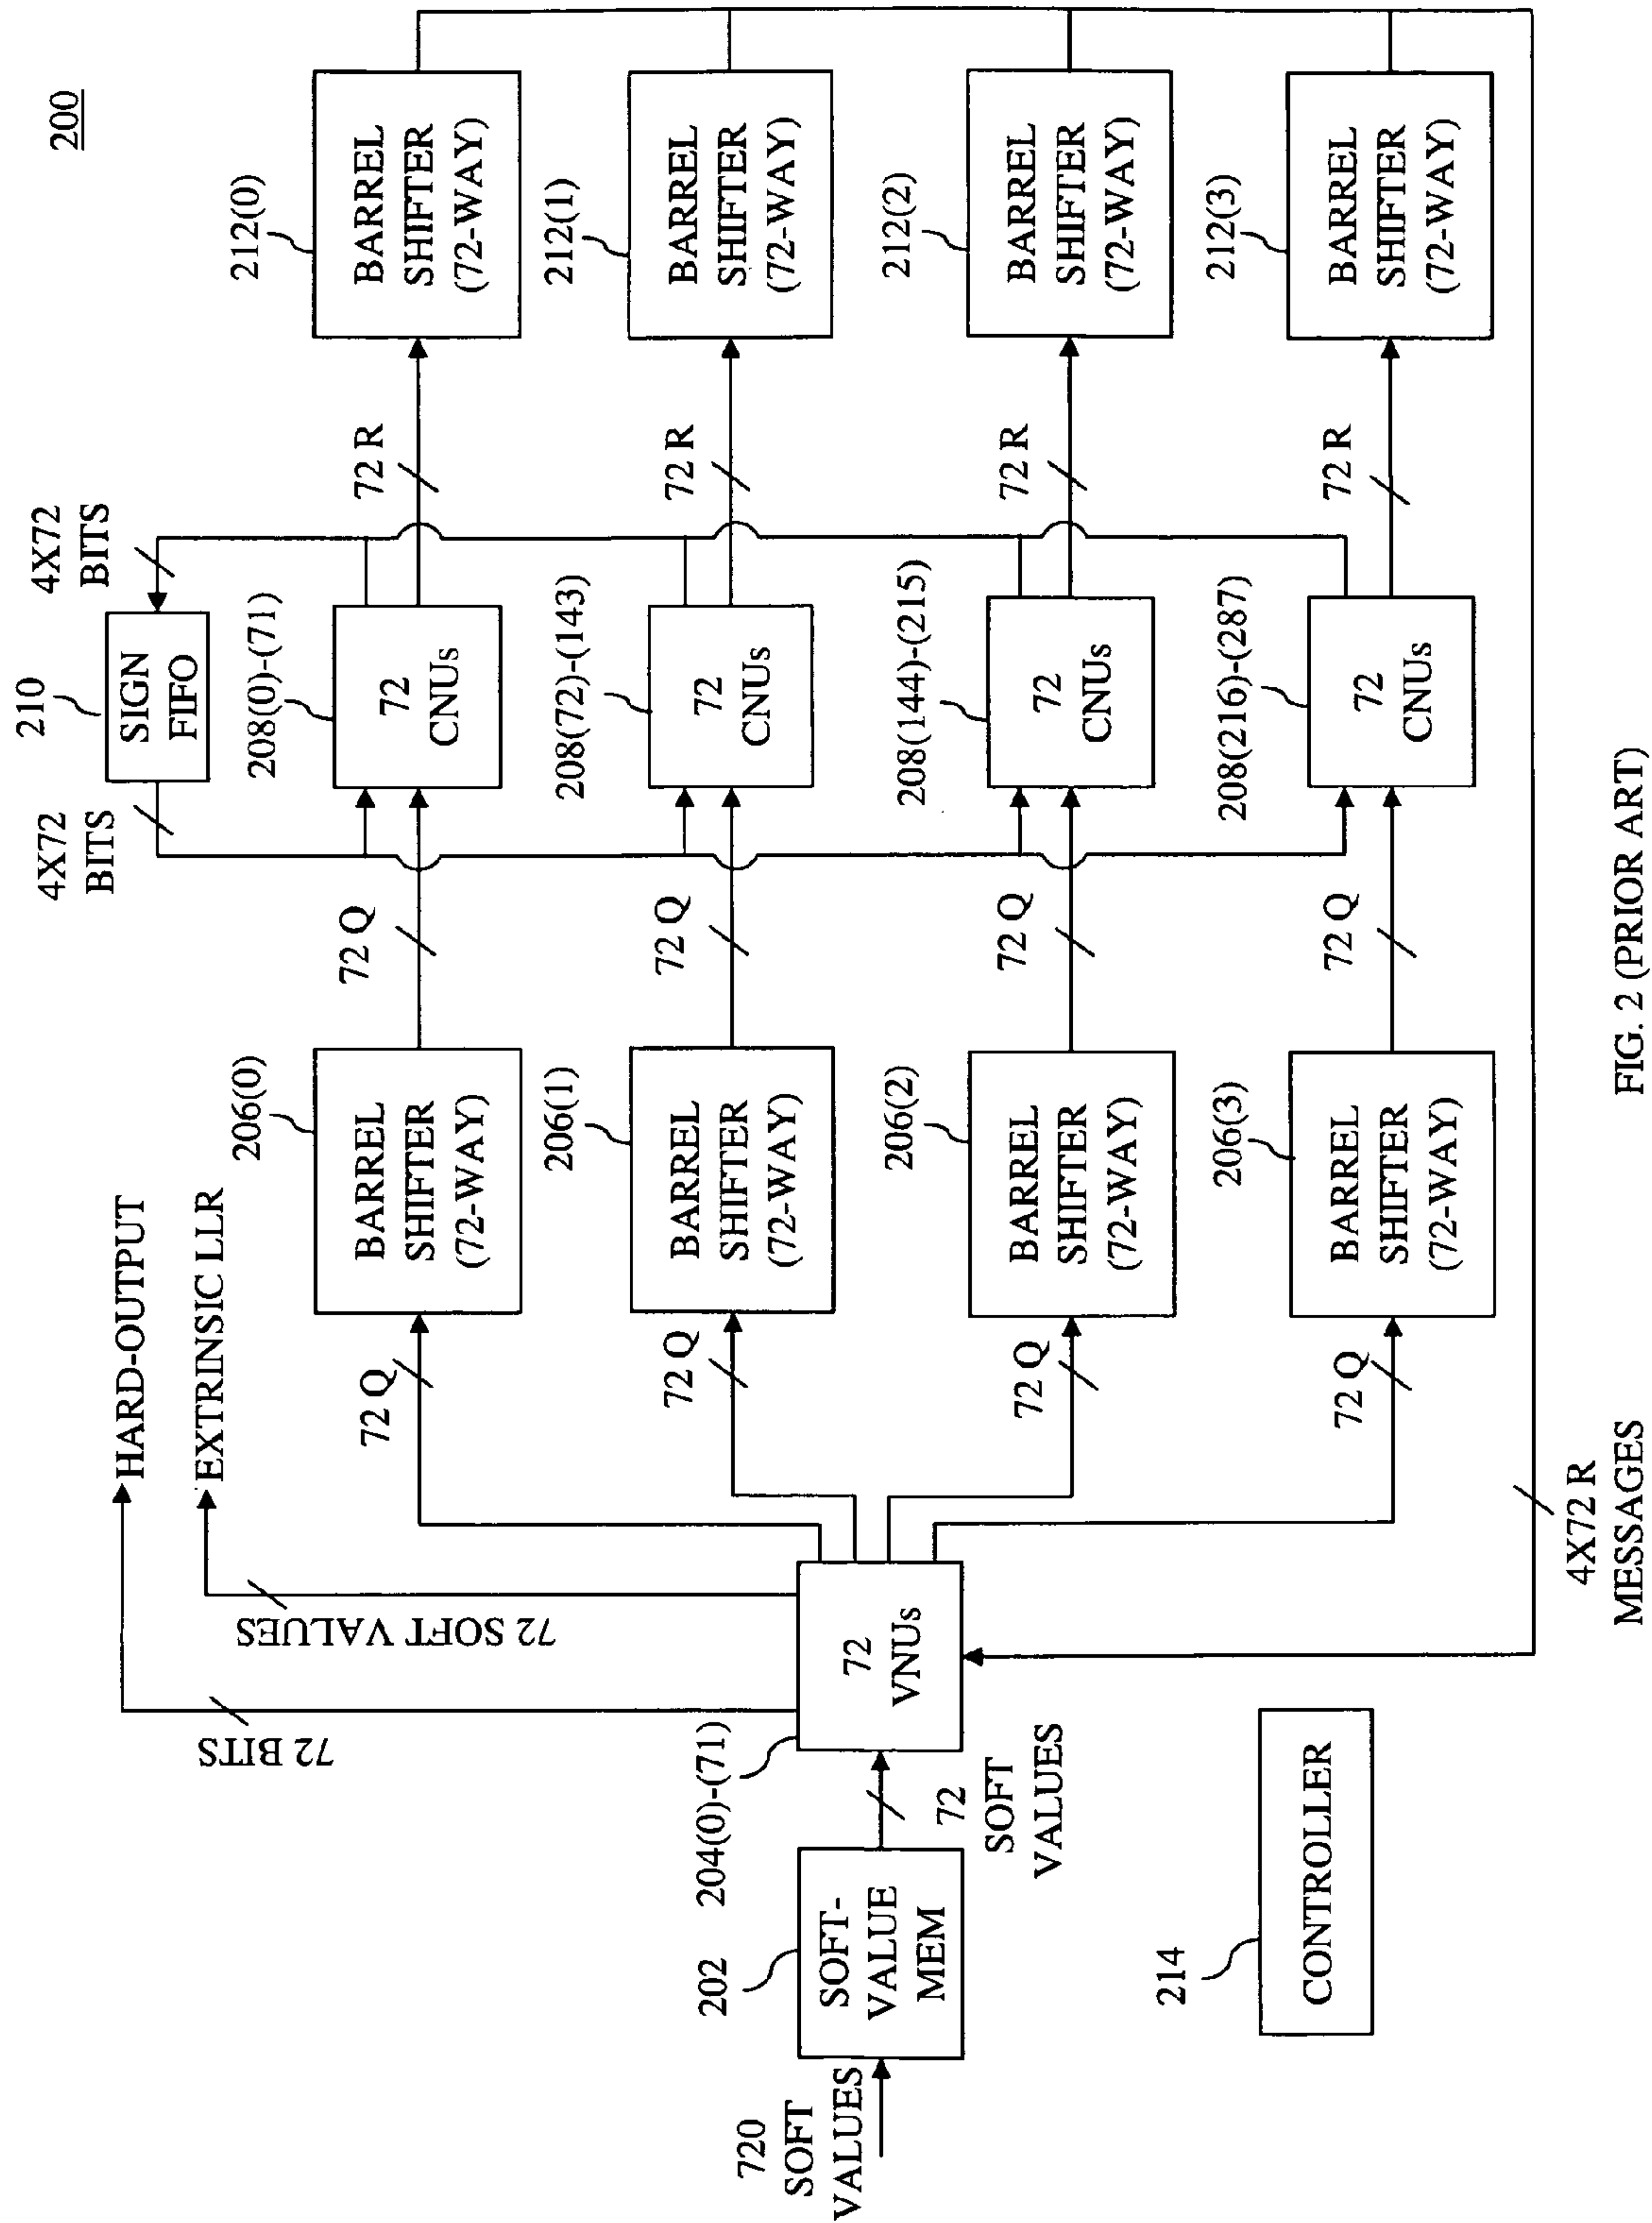 200
HARD-OUTPUT
EXTRINSIC LLR
72 BITS
72 SOFT VALUES
720
SOFT
VALUES
202
SOFT-
VALUE
MEM
72
SOFT
VALUES
204(0)-(71)
72
VNUs
214
CONTROLLER
72 Q
72 Q
72 Q
72 Q
206(0)
BARREL
SHIFTER
(72-WAY)
206(1)
BARREL
SHIFTER
(72-WAY)
206(2)
BARREL
SHIFTER
(72-WAY)
206(3)
BARREL
SHIFTER
(72-WAY)
72 Q
72 Q
72 Q
72 Q
4X72
BITS
210
SIGN
FIFO
4X72
BITS
208(0)-(71)
72
CNUs
208(72)-(143)
72
CNUs
208(144)-(215)
72
CNUs
208(216)-(287)
72
CNUs
72 R
72 R
72 R
72 R
212(0)
BARREL
SHIFTER
(72-WAY)
212(1)
BARREL
SHIFTER
(72-WAY)
212(2)
BARREL
SHIFTER
(72-WAY)
212(3)
BARREL
SHIFTER
(72-WAY)
4X72 R
MESSAGES
FIG. 2 (PRIOR ART)